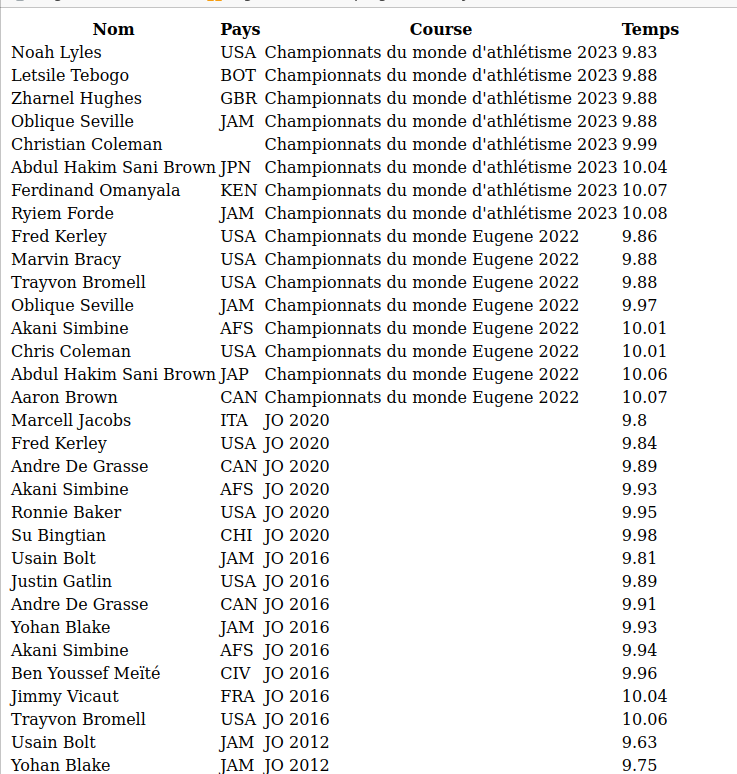 Nom Pays Course Temps
Noah Lyles USA Championnats du monde d'athlétisme 2023 9.83
Letsile Tebogo BOT Championnats du monde d'athlétisme 2023 9.88
Zharnel Hughes GBR Championnats du monde d'athlétisme 2023 9.88
Oblique Seville JAM Championnats du monde d'athlétisme 2023 9.88
Christian Coleman Championnats du monde d'athlétisme 2023 9.99
Abdul Hakim Sani Brown JPN Championnats du monde d'athlétisme 2023 10.04
Ferdinand Omanyala KEN Championnats du monde d'athlétisme 2023 10.07
Ryiem Forde JAM Championnats du monde d'athlétisme 2023 10.08
Fred Kerley USA Championnats du monde Eugene 2022 9.86
Marvin Bracy USA Championnats du monde Eugene 2022 9.88
Trayvon Bromell USA Championnats du monde Eugene 2022 9.88
Oblique Seville JAM Championnats du monde Eugene 2022 9.97
Akani Simbine AFS Championnats du monde Eugene 2022 10.01
Chris Coleman USA Championnats du monde Eugene 2022 10.01
Abdul Hakim Sani Brown JAP Championnats du monde Eugene 2022 10.06
Aaron Brown CAN Championnats du monde Eugene 2022 10.07
Marcell Jacobs ITA JO 2020 9.8
Fred Kerley USA JO 2020 9.84
Andre De Grasse CAN JO 2020 9.89
Akani Simbine AFS JO 2020 9.93
Ronnie Baker USA JO 2020 9.95
Su Bingtian CHI JO 2020 9.98
Usain Bolt JAM JO 2016 9.81
Justin Gatlin USA JO 2016 9.89
Andre De Grasse CAN JO 2016 9.91
Yohan Blake JAM JO 2016 9.93
Akani Simbine AFS JO 2016 9.94
Ben Youssef Meïté CIV JO 2016 9.96
Jimmy Vicaut FRA JO 2016 10.04
Trayvon Bromell USA JO 2016 10.06
Usain Bolt JAM JO 2012 9.63
Yohan Blake JAM JO 2012 9.75